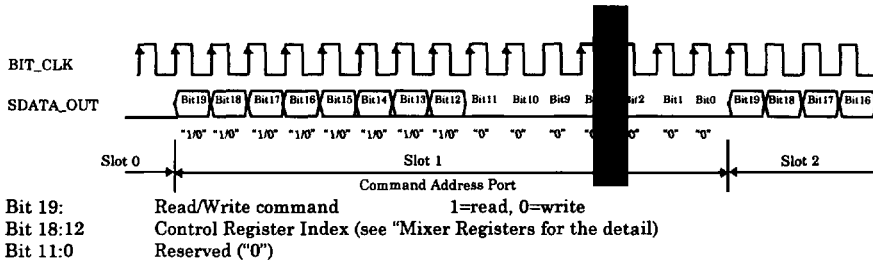 BIT_CLK
SDATA_OUT Bit19 Bit18 Bit17 Bit16 Bit15 Bit14 Bit13 Bit12 Bit11 Bit10 Bit9 Bit1 Bit0 Bit19 Bit18 Bit17 Bit16
"1/0" "1/0" "1/0" "1/0" "1/0" "1/0" "1/0" "1/0" "0" "0" "0" "0" "0"
Slot 0 Slot 1 Slot 2
Command Address Port
Bit 19: Read/Write command 1=read, 0=write
Bit 18:12 Control Register Index (see "Mixer Registers for the detail)
Bit 11:0 Reserved ("0")